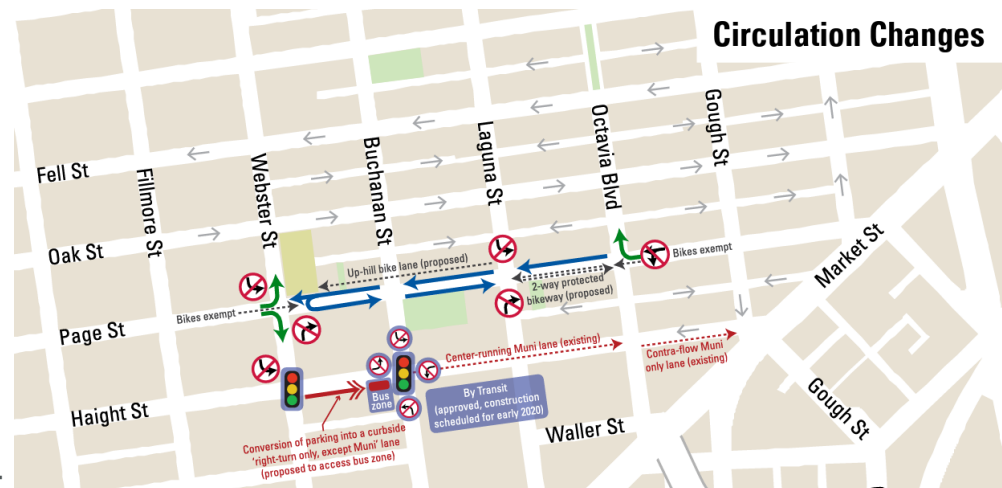 Circulation Changes
Fell St
Fillmore St
Webster St
Buchanan St
Laguna St
Octavia Blvd
Gough St
Oak St
Market St
Up-hill bike lane (proposed)
Bikes exempt
2-way protected
bikeway (proposed)
Bikes exempt
Page St
Center-running Muni lane (existing)
Contra-flow Muni
only lane (existing)
Haight St
Bus
zone
By Transit
(approved, construction
scheduled for early 2020)
Gough St
Waller St
Conversion of parking into a curbside
'right-turn only, except Muni' lane
(proposed to access bus zone)